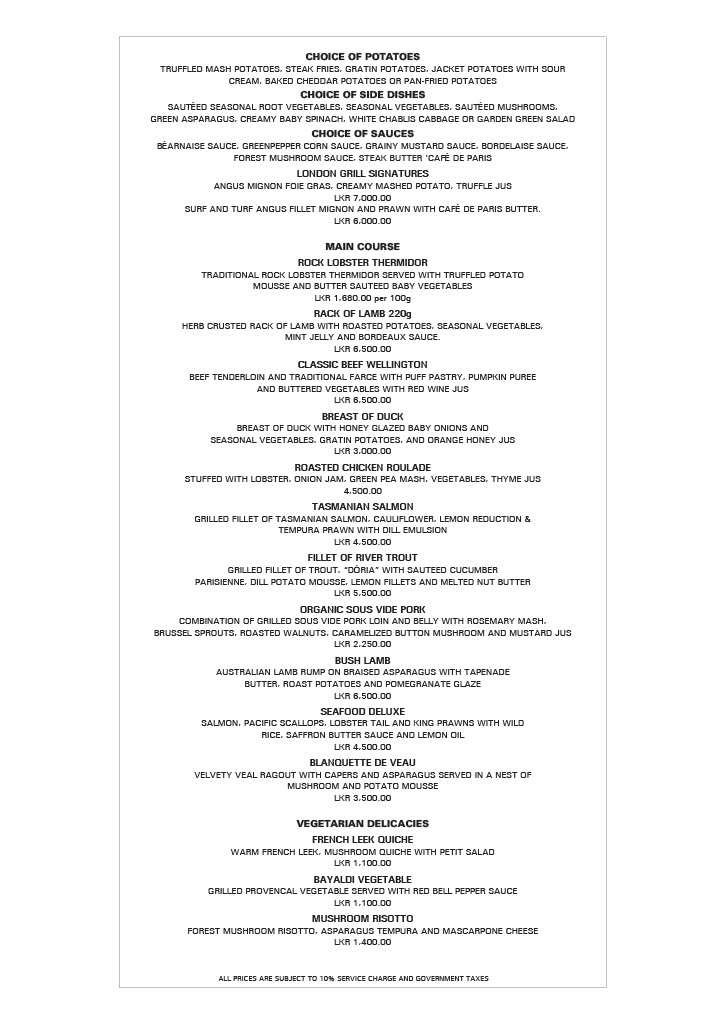 CHOICE OF POTATOES
TRUFFLED MASH POTATOES, STEAK FRIES, GRATIN POTATOES, JACKET POTATOES WITH SOUR
CREAM, BAKED CHEDDAR POTATOES OR PAN-FRIED POTATOES
CHOICE OF SIDE DISHES
SAUTÉED SEASONAL ROOT VEGETABLES, SEASONAL VEGETABLES, SAUTÉED MUSHROOMS,
GREEN ASPARAGUS, CREAMY BABY SPINACH, WHITE CHABLIS CABBAGE OR GARDEN GREEN SALAD
CHOICE OF SAUCES
BÉARNAISE SAUCE, GREENPEPPER CORN SAUCE, GRAINY MUSTARD SAUCE, BORDELAISE SAUCE,
FOREST MUSHROOM SAUCE, STEAK BUTTER 'CAFÉ DE PARIS
LONDON GRILL SIGNATURES
ANGUS MIGNON FOIE GRAS, CREAMY MASHED POTATO, TRUFFLE JUS
LKR 7,000.00
SURF AND TURF ANGUS FILLET MIGNON AND PRAWN WITH CAFÉ DE PARIS BUTTER.
LKR 6,000.00
MAIN COURSE
ROCK LOBSTER THERMIDOR
TRADITIONAL ROCK LOBSTER THERMIDOR SERVED WITH TRUFFLED POTATO
MOUSSE AND BUTTER SAUTEED BABY VEGETABLES
LKR 1,680.00 per 100g
RACK OF LAMB 220g
HERB CRUSTED RACK OF LAMB WITH ROASTED POTATOES, SEASONAL VEGETABLES,
MINT JELLY AND BORDEAUX SAUCE.
LKR 6,500.00
CLASSIC BEEF WELLINGTON
BEEF TENDERLOIN AND TRADITIONAL FARCE WITH PUFF PASTRY, PUMPKIN PUREE
AND BUTTERED VEGETABLES WITH RED WINE JUS
LKR 6,500.00
BREAST OF DUCK
BREAST OF DUCK WITH HONEY GLAZED BABY ONIONS AND
SEASONAL VEGETABLES, GRATIN POTATOES, AND ORANGE HONEY JUS
LKR 3,000.00
ROASTED CHICKEN ROULADE
STUFFED WITH LOBSTER, ONION JAM, GREEN PEA MASH, VEGETABLES, THYME JUS
4,500.00
TASMANIAN SALMON
GRILLED FILLET OF TASMANIAN SALMON, CAULIFLOWER, LEMON REDUCTION &
TEMPURA PRAWN WITH DILL EMULSION
LKR 4,500.00
FILLET OF RIVER TROUT
GRILLED FILLET OF TROUT, "DÓRIA" WITH SAUTEED CUCUMBER
PARISIENNE, DILL POTATO MOUSSE, LEMON FILLETS AND MELTED NUT BUTTER
LKR 5,500.00
ORGANIC SOUS VIDE PORK
COMBINATION OF GRILLED SOUS VIDE PORK LOIN AND BELLY WITH ROSEMARY MASH,
BRUSSEL SPROUTS, ROASTED WALNUTS, CARAMELIZED BUTTON MUSHROOM AND MUSTARD JUS
LKR 2,250.00
BUSH LAMB
AUSTRALIAN LAMB RUMP ON BRAISED ASPARAGUS WITH TAPENADE
BUTTER, ROAST POTATOES AND POMEGRANATE GLAZE
LKR 6,500.00
SEAFOOD DELUXE
SALMON, PACIFIC SCALLOPS, LOBSTER TAIL AND KING PRAWNS WITH WILD
RICE, SAFFRON BUTTER SAUCE AND LEMON OIL
LKR 4,500.00
BLANQUETTE DE VEAU
VELVETY VEAL RAGOUT WITH CAPERS AND ASPARAGUS SERVED IN A NEST OF
MUSHROOM AND POTATO MOUSSE
LKR 3,500.00
VEGETARIAN DELICACIES
FRENCH LEEK QUICHE
WARM FRENCH LEEK, MUSHROOM QUICHE WITH PETIT SALAD
LKR 1,100.00
BAYALDI VEGETABLE
GRILLED PROVENCAL VEGETABLE SERVED WITH RED BELL PEPPER SAUCE
LKR 1,100.00
MUSHROOM RISOTTO
FOREST MUSHROOM RISOTTO, ASPARAGUS TEMPURA AND MASCARPONE CHEESE
LKR 1,400.00
ALL PRICES ARE SUBJECT TO 10% SERVICE CHARGE AND GOVERNMENT TAXES